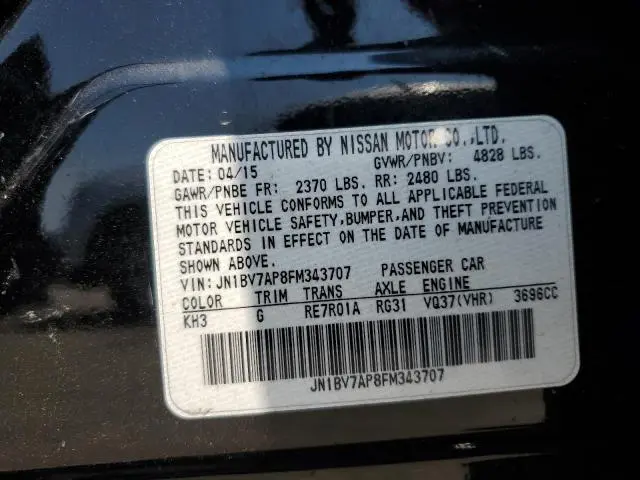 MANUFACTURED BY NISSAN MOTOR CO.,LTD.
DATE: 04/15 GVWR/PNBV: 4828 LBS.
GAWR/PNBE FR: 2370 LBS. RR: 2480 LBS.
THIS VEHICLE CONFORMS TO ALL APPLICABLE FEDERAL
MOTOR VEHICLE SAFETY,BUMPER,AND THEFT PREVENTION
STANDARDS IN EFFECT ON THE DATE OF MANUFACTURE
SHOWN ABOVE.
VIN: JN1BV7AP8FM343707 PASSENGER CAR
COLOR TRIM TRANS AXLE ENGINE
KH3 G RE7R01A RG31 VQ37(VHR) 3696CC
JN1BV7AP8FM343707